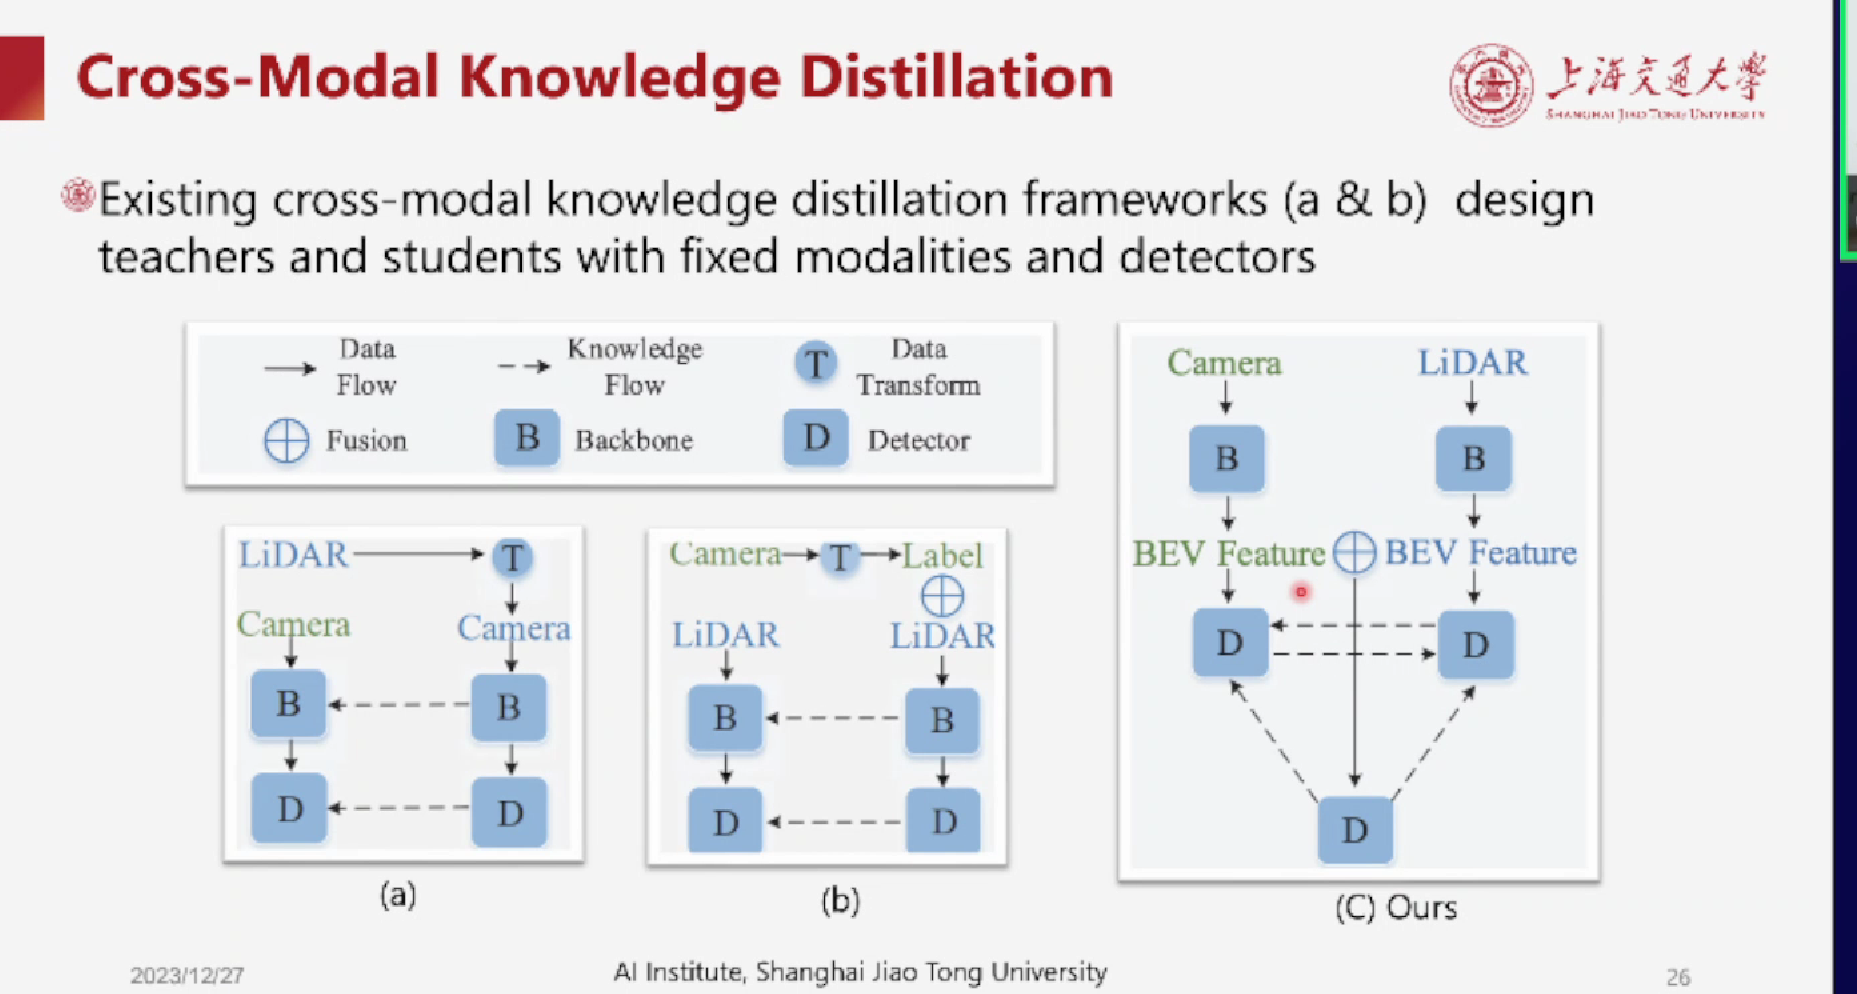 Cross-Modal Knowledge Distillation
上海交通大學
SHANGHAI JIAO TONG UNIVERSITY
Existing cross-modal knowledge distillation frameworks (a & b) design
teachers and students with fixed modalities and detectors
Data Flow
Knowledge Flow
T
Data Transform
Fusion
B
Backbone
D
Detector
LiDAR
T
Camera
Camera
B
B
D
D
(a)
Camera
T
Label
LiDAR
LiDAR
B
B
D
D
(b)
Camera
LiDAR
B
B
BEV Feature
BEV Feature
D
D
D
(C) Ours
2023/12/27
AI Institute, Shanghai Jiao Tong University
26